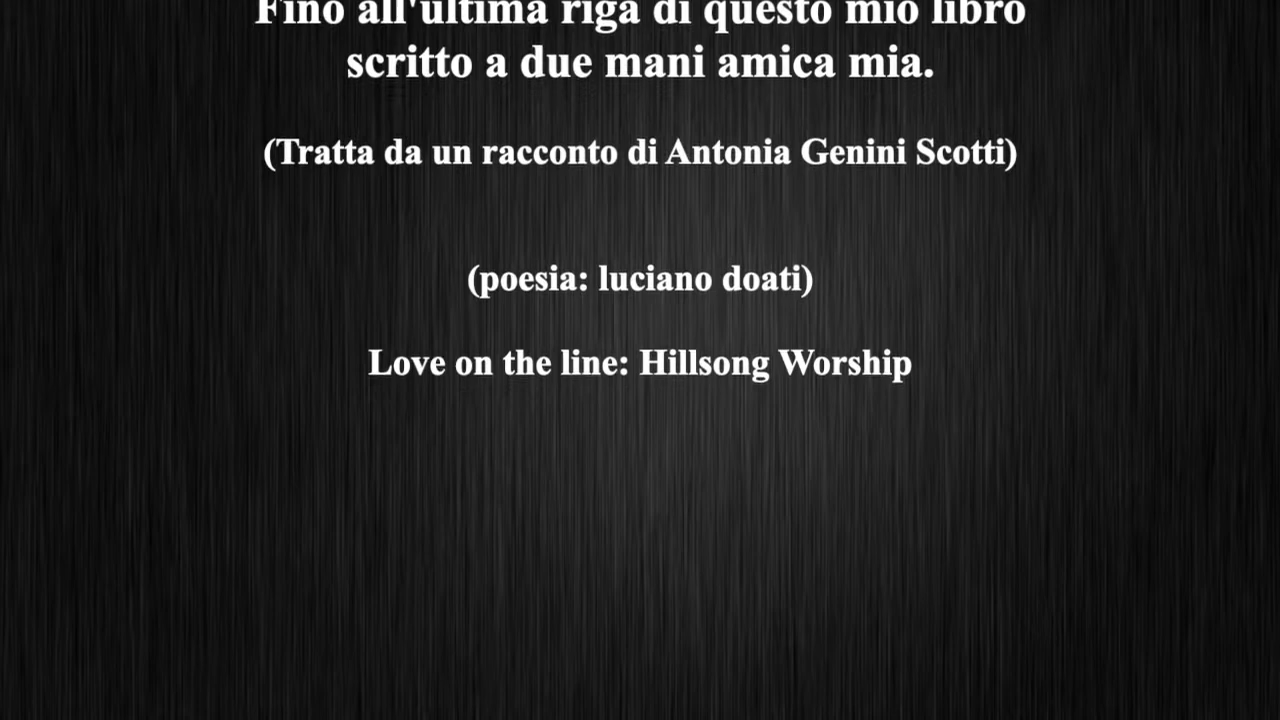 Fino all'ultima riga di questo mio libro
scritto a due mani amica mia.
(Tratta da un racconto di Antonia Genini Scotti)
(poesia: luciano doati)
Love on the line: Hillsong Worship